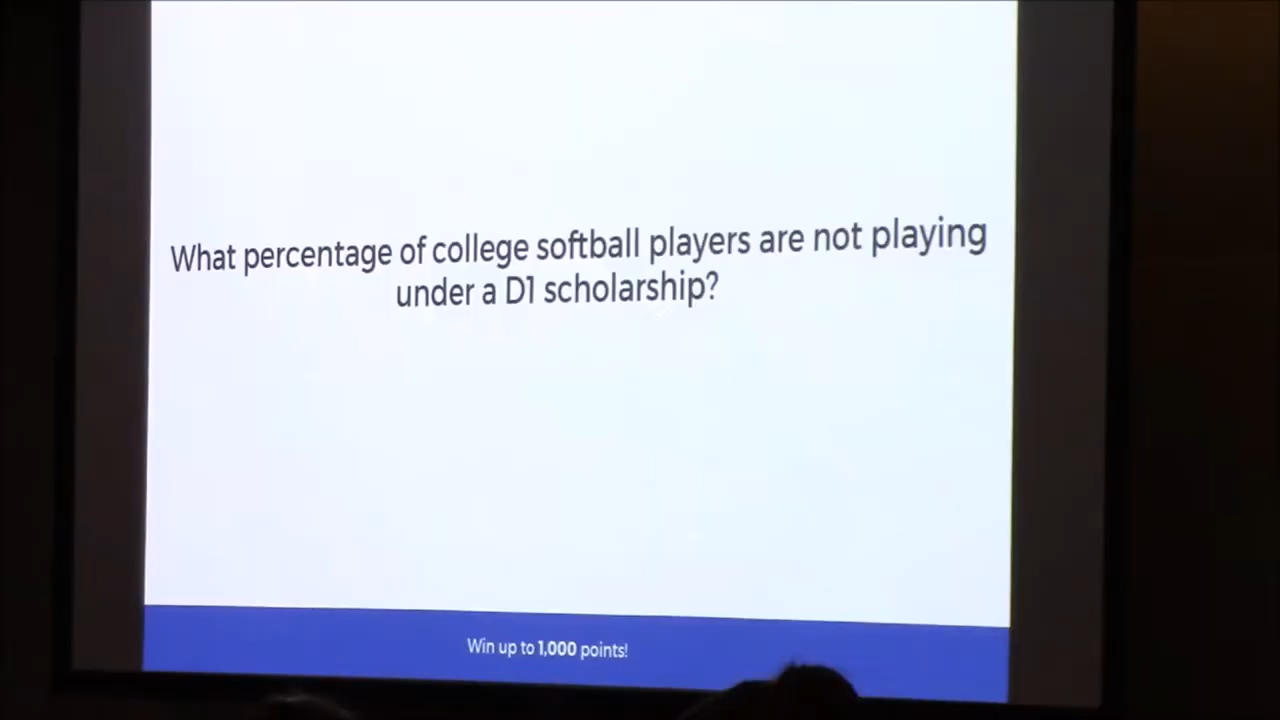 What percentage of college softball players are not playing
under a D1 scholarship?
Win up to 1,000 points!